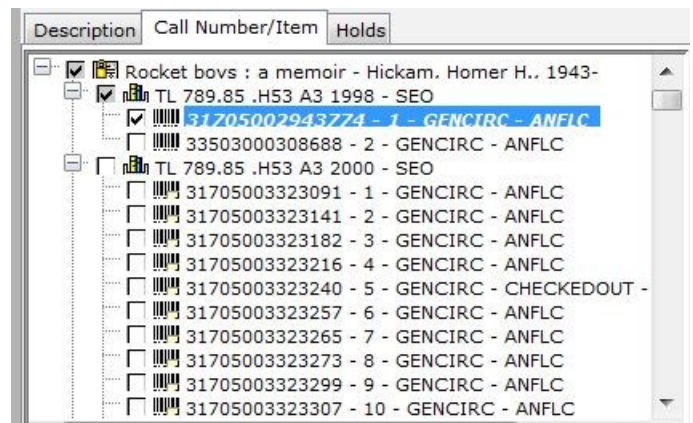 Description Call Number/Item Holds
Rocket boys : a memoir - Hickam, Homer H., 1943-
TL 789.85 .H53 A3 1998 - SEO
31705002943774 - 1 - GENCIRC - ANFLC
33503000308688 - 2 - GENCIRC - ANFLC
TL 789.85 .H53 A3 2000 - SEO
31705003323091 - 1 - GENCIRC - ANFLC
31705003323141 - 2 - GENCIRC - ANFLC
31705003323182 - 3 - GENCIRC - ANFLC
31705003323216 - 4 - GENCIRC - ANFLC
31705003323240 - 5 - GENCIRC - CHECKEDOUT -
31705003323257 - 6 - GENCIRC - ANFLC
31705003323265 - 7 - GENCIRC - ANFLC
31705003323273 - 8 - GENCIRC - ANFLC
31705003323299 - 9 - GENCIRC - ANFLC
31705003323307 - 10 - GENCIRC - ANFLC